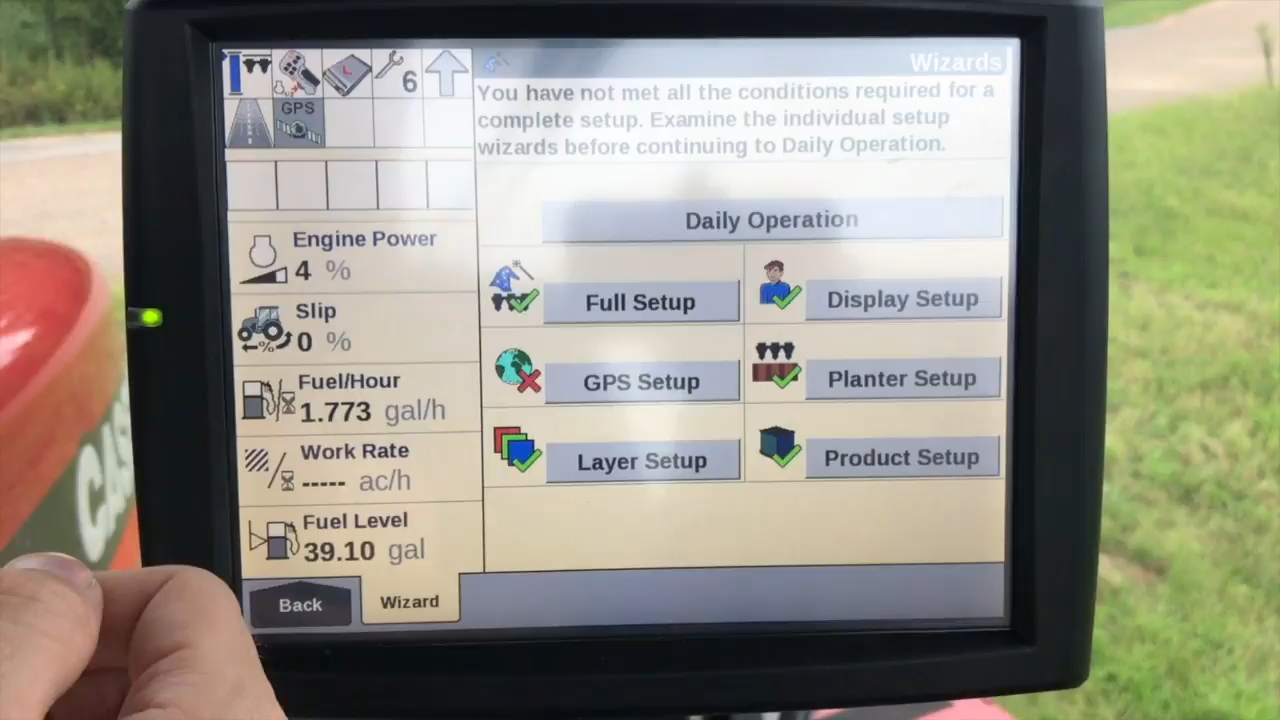 6
Wizards
GPS
You have not met all the conditions required for a
complete setup. Examine the individual setup
wizards before continuing to Daily Operation.
Daily Operation
Engine Power
4 %
Slip
0 %
Fuel/Hour
1.773 gal/h
Work Rate
----- ac/h
Fuel Level
39.10 gal
Full Setup
Display Setup
GPS Setup
Planter Setup
Layer Setup
Product Setup
Back
Wizard